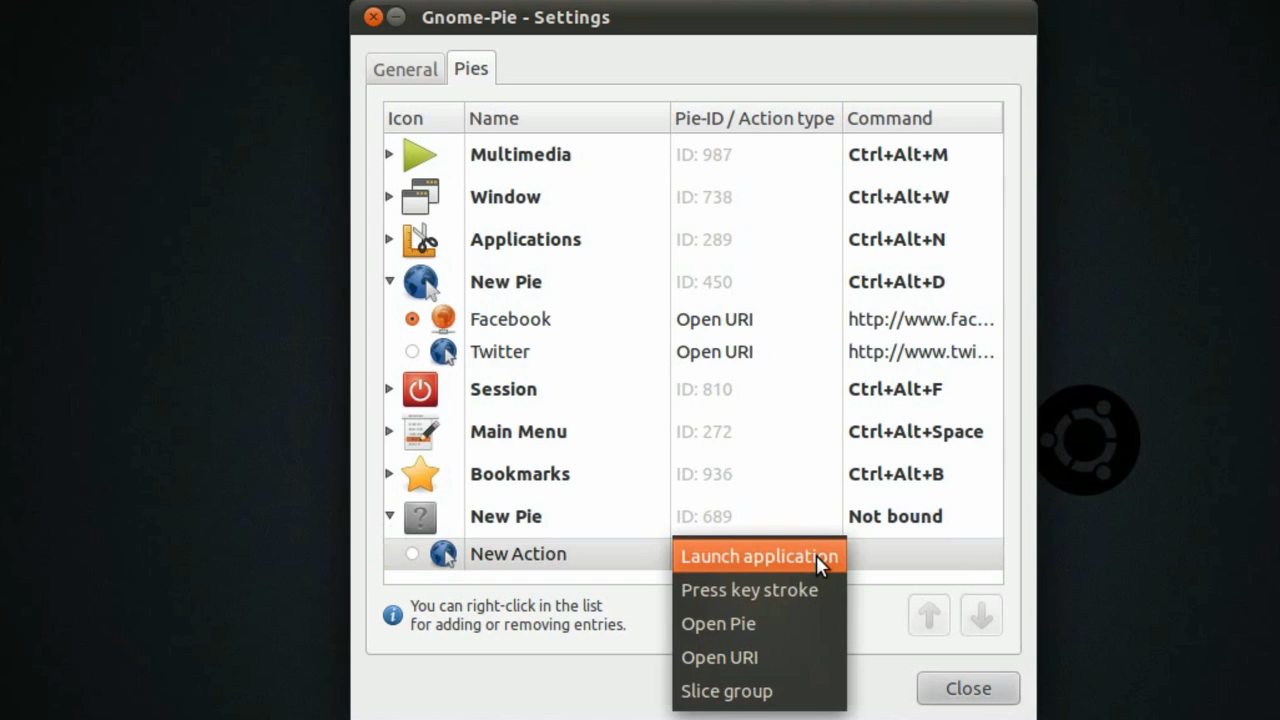 Gnome-Pie - Settings
General
Pies
Icon Name Pie-ID / Action type Command
Multimedia ID: 987 Ctrl+Alt+M
Window ID: 738 Ctrl+Alt+W
Applications ID: 289 Ctrl+Alt+N
New Pie ID: 450 Ctrl+Alt+D
Facebook Open URI http://www.fac...
Twitter Open URI http://www.twi...
Session ID: 810 Ctrl+Alt+F
Main Menu ID: 272 Ctrl+Alt+Space
Bookmarks ID: 936 Ctrl+Alt+B
New Pie ID: 689 Not bound
New Action
Launch application
Press key stroke
Open Pie
Open URI
Slice group
You can right-click in the list
for adding or removing entries.
Close